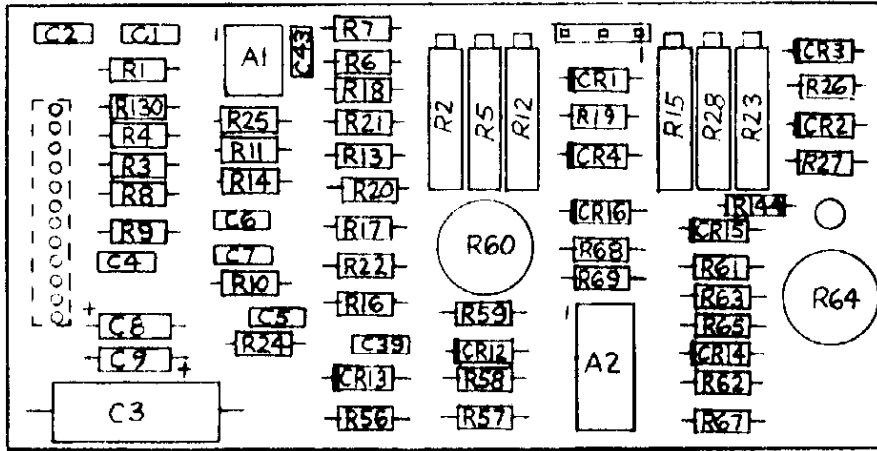 C2
C1
R1
R130
R4
R3
R8
R9
C4
+
C8
C9
+
C3
A1
C43
R25
R11
R14
C6
C7
R10
C5
R24
R7
R6
R18
R21
R13
R20
R17
R22
R16
C39
CR13
R56
R2
R5
R12
R60
R59
CR12
R58
R57
1
CR1
R19
CR4
CR16
R68
R69
1
A2
R15
R28
R23
R144
CR15
R61
R63
R65
CR14
R62
R67
CR3
R26
CR2
R27
R64